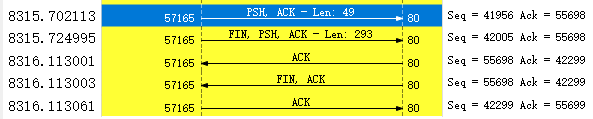 8315.702113 57165 PSH, ACK - Len: 49 80 Seq = 41956 Ack = 55698
8315.724995 57165 FIN, PSH, ACK - Len: 293 80 Seq = 42005 Ack = 55698
8316.113001 57165 ACK 80 Seq = 55698 Ack = 42299
8316.113003 57165 FIN, ACK 80 Seq = 55698 Ack = 42299
8316.113061 57165 ACK 80 Seq = 42299 Ack = 55699